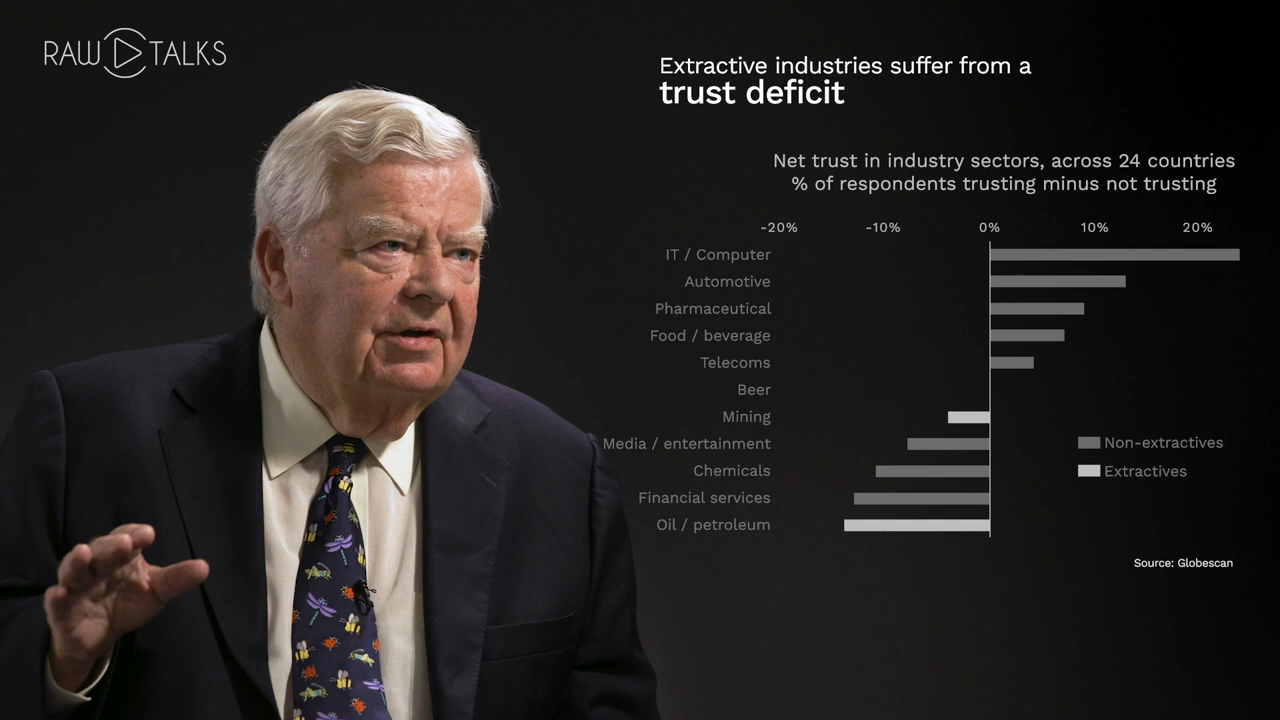 RAW TALKS
Extractive industries suffer from a
trust deficit
Net trust in industry sectors, across 24 countries
% of respondents trusting minus not trusting
-20% -10% 0% 10% 20%
IT / Computer
Automotive
Pharmaceutical
Food / beverage
Telecoms
Beer
Mining
Media / entertainment
Chemicals
Financial services
Oil / petroleum
Non-extractives
Extractives
Source: Globescan